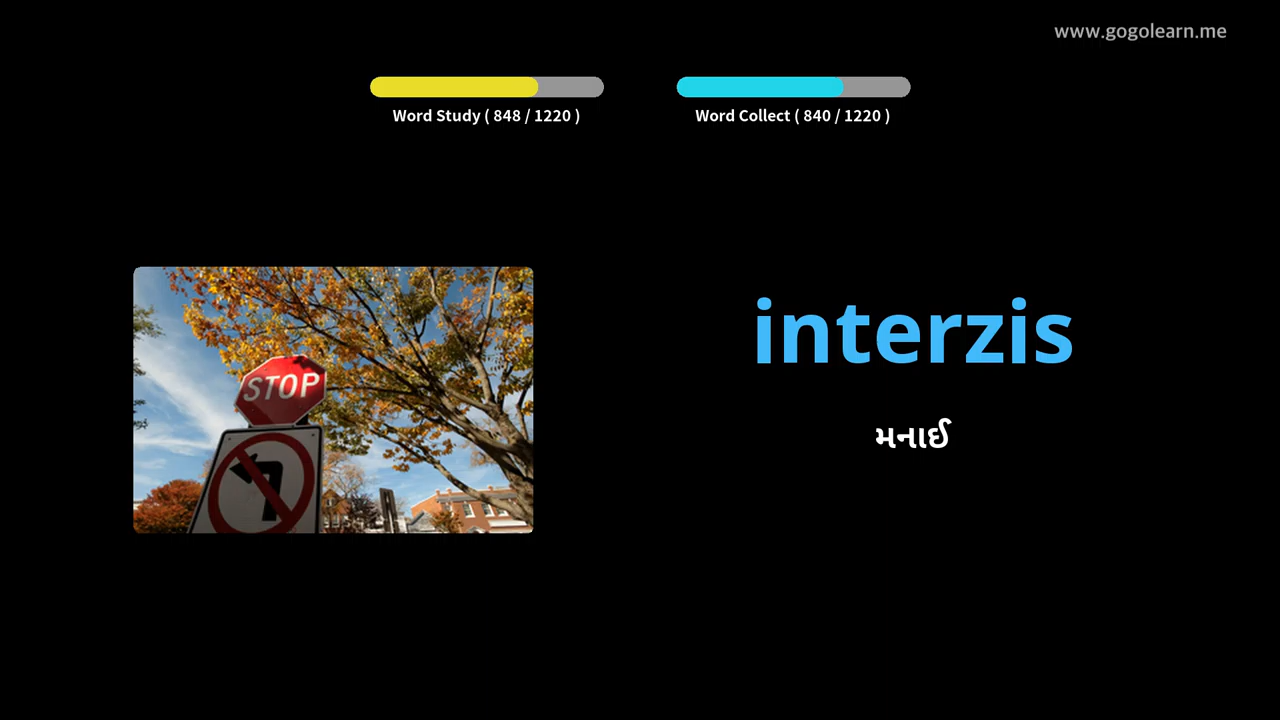 www.gogolearn.me
Word Study ( 848 / 1220 )
Word Collect ( 840 / 1220 )
STOP
interzis
મનાઈ